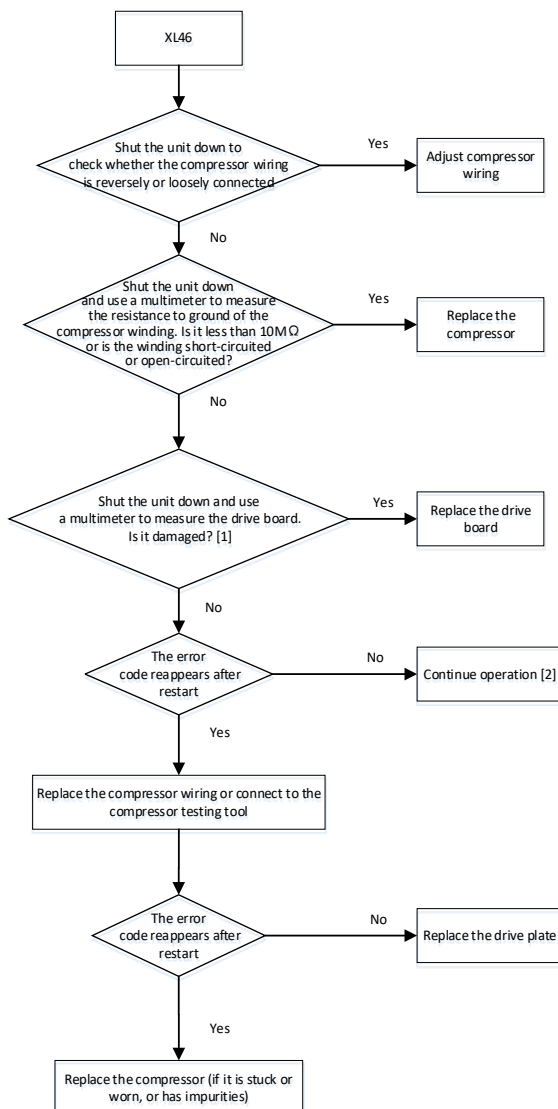 XL46
Shut the unit down to
check whether the compressor wiring
is reversely or loosely connected
Yes
Adjust compressor
wiring
No
Shut the unit down
and use a multimeter to measure
the resistance to ground of the
compressor winding. Is it less than 10MΩ
or is the winding short-circuited
or open-circuited?
Yes
Replace the
compressor
No
Shut the unit down and use
a multimeter to measure the drive board.
Is it damaged? [1]
Yes
Replace the drive
board
No
The error
code reappears after
restart
No
Continue operation [2]
Yes
Replace the compressor wiring or connect to the
compressor testing tool
The error
code reappears after
restart
No
Replace the drive plate
Yes
Replace the compressor (if it is stuck or
worn, or has impurities)